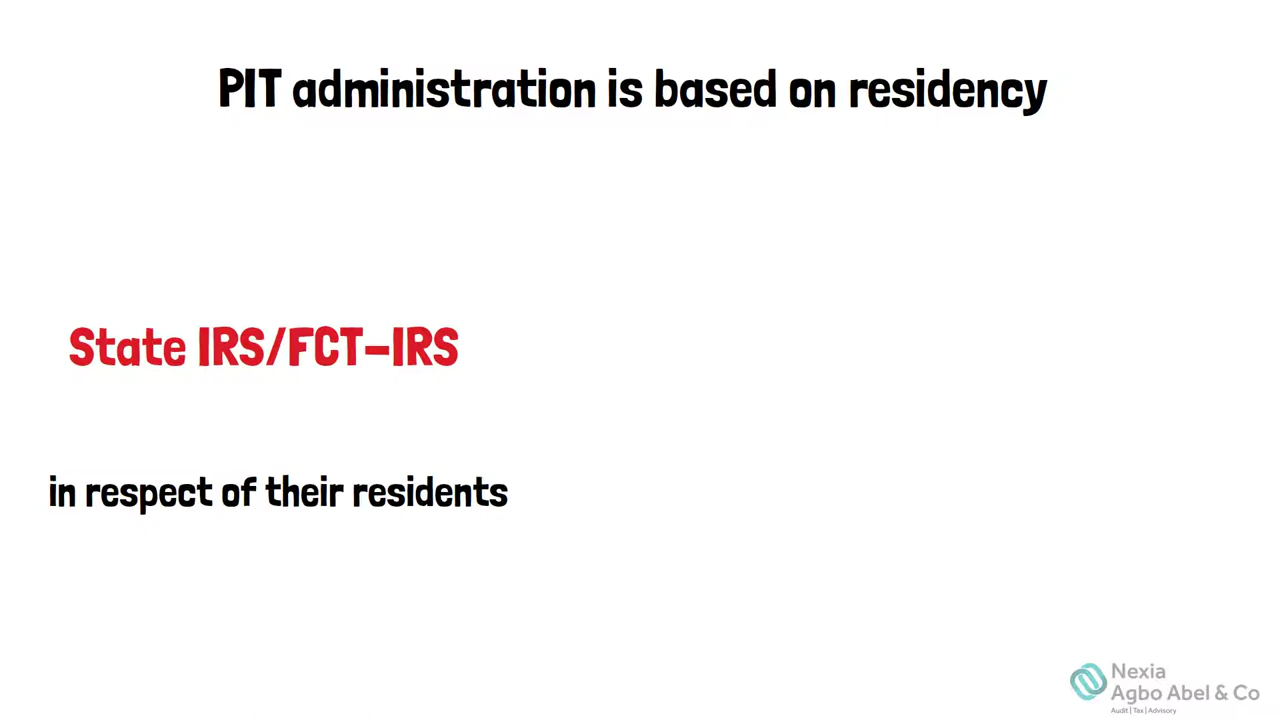 PIT administration is based on residency
State IRS/FCT-IRS
in respect of their residents
Nexia
Agbo Abel & Co
Audit | Tax | Advisory